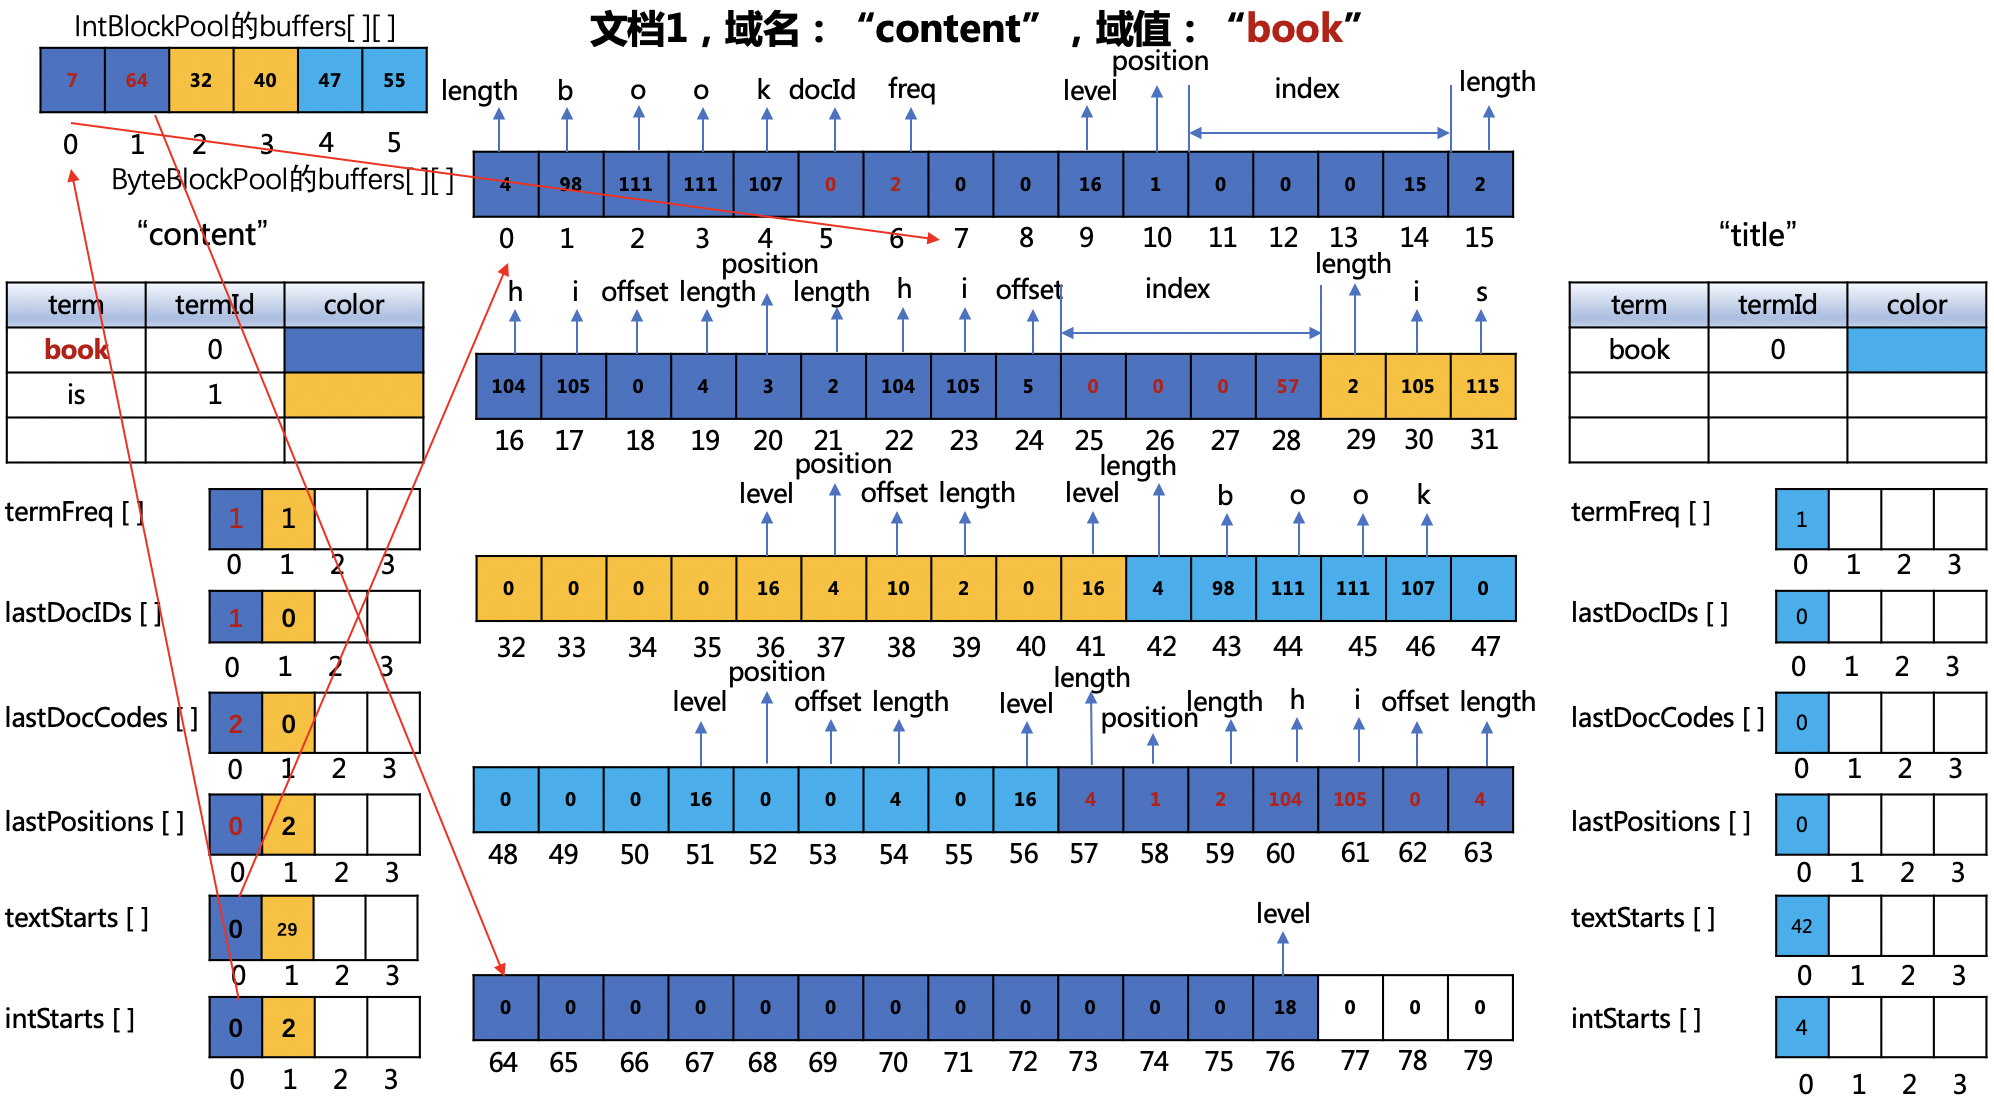 文档1，域名：“content”，域值：“book”
IntBlockPool的buffers[ ][ ]
7 64 32 40 47 55
0 1 2 3 4 5
ByteBlockPool的buffers[ ][ ]
length b o o k docId freq level position index length
4 98 111 111 107 0 2 0 0 16 1 0 0 0 15 2
0 1 2 3 4 5 6 7 8 9 10 11 12 13 14 15
h i offset length position length h i offset index length i s
104 105 0 4 3 2 104 105 5 0 0 0 57 2 105 115
16 17 18 19 20 21 22 23 24 25 26 27 28 29 30 31
level position offset length level length b o o k
0 0 0 0 16 4 10 2 0 16 4 98 111 111 107 0
32 33 34 35 36 37 38 39 40 41 42 43 44 45 46 47
level position offset length level length position length h i offset length
0 0 0 16 0 0 4 0 16 4 1 2 104 105 0 4
48 49 50 51 52 53 54 55 56 57 58 59 60 61 62 63
level
0 0 0 0 0 0 0 0 0 0 0 0 18 0 0 0
64 65 66 67 68 69 70 71 72 73 74 75 76 77 78 79
“content”
term termId color
book 0
is 1
termFreq [ ] 1 1
0 1 2 3
lastDocIDs [ ] 1 0
0 1 2 3
lastDocCodes [ ] 2 0
0 1 2 3
lastPositions [ ] 0 2
0 1 2 3
textStarts [ ] 0 29
0 1 2 3
intStarts [ ] 0 2
0 1 2 3
“title”
term termId color
book 0
termFreq [ ] 1
0 1 2 3
lastDocIDs [ ] 0
0 1 2 3
lastDocCodes [ ] 0
0 1 2 3
lastPositions [ ] 0
0 1 2 3
textStarts [ ] 42
0 1 2 3
intStarts [ ] 4
0 1 2 3